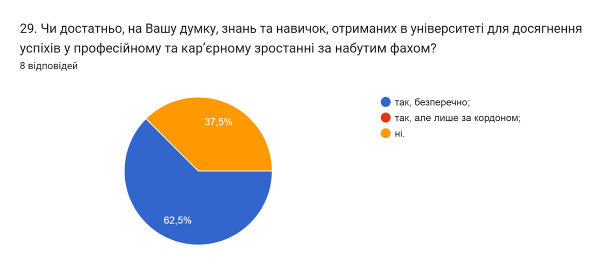 29. Чи достатньо, на Вашу думку, знань та навичок, отриманих в університеті для досягнення
успіхів у професійному та кар’єрному зростанні за набутим фахом?
8 відповідей
так, безперечно;
так, але лише за кордоном;
ні.
37,5%
62,5%